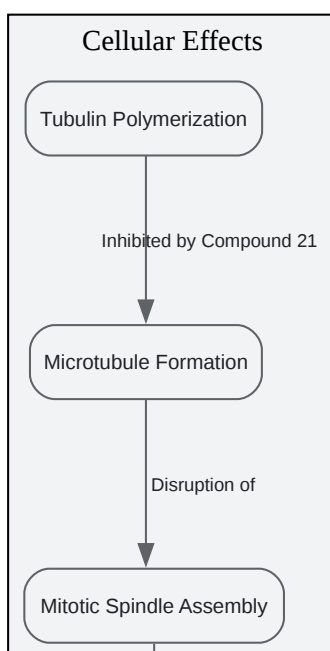 Cellular Effects
Tubulin Polymerization
Inhibited by Compound 21
Microtubule Formation
Disruption of
Mitotic Spindle Assembly